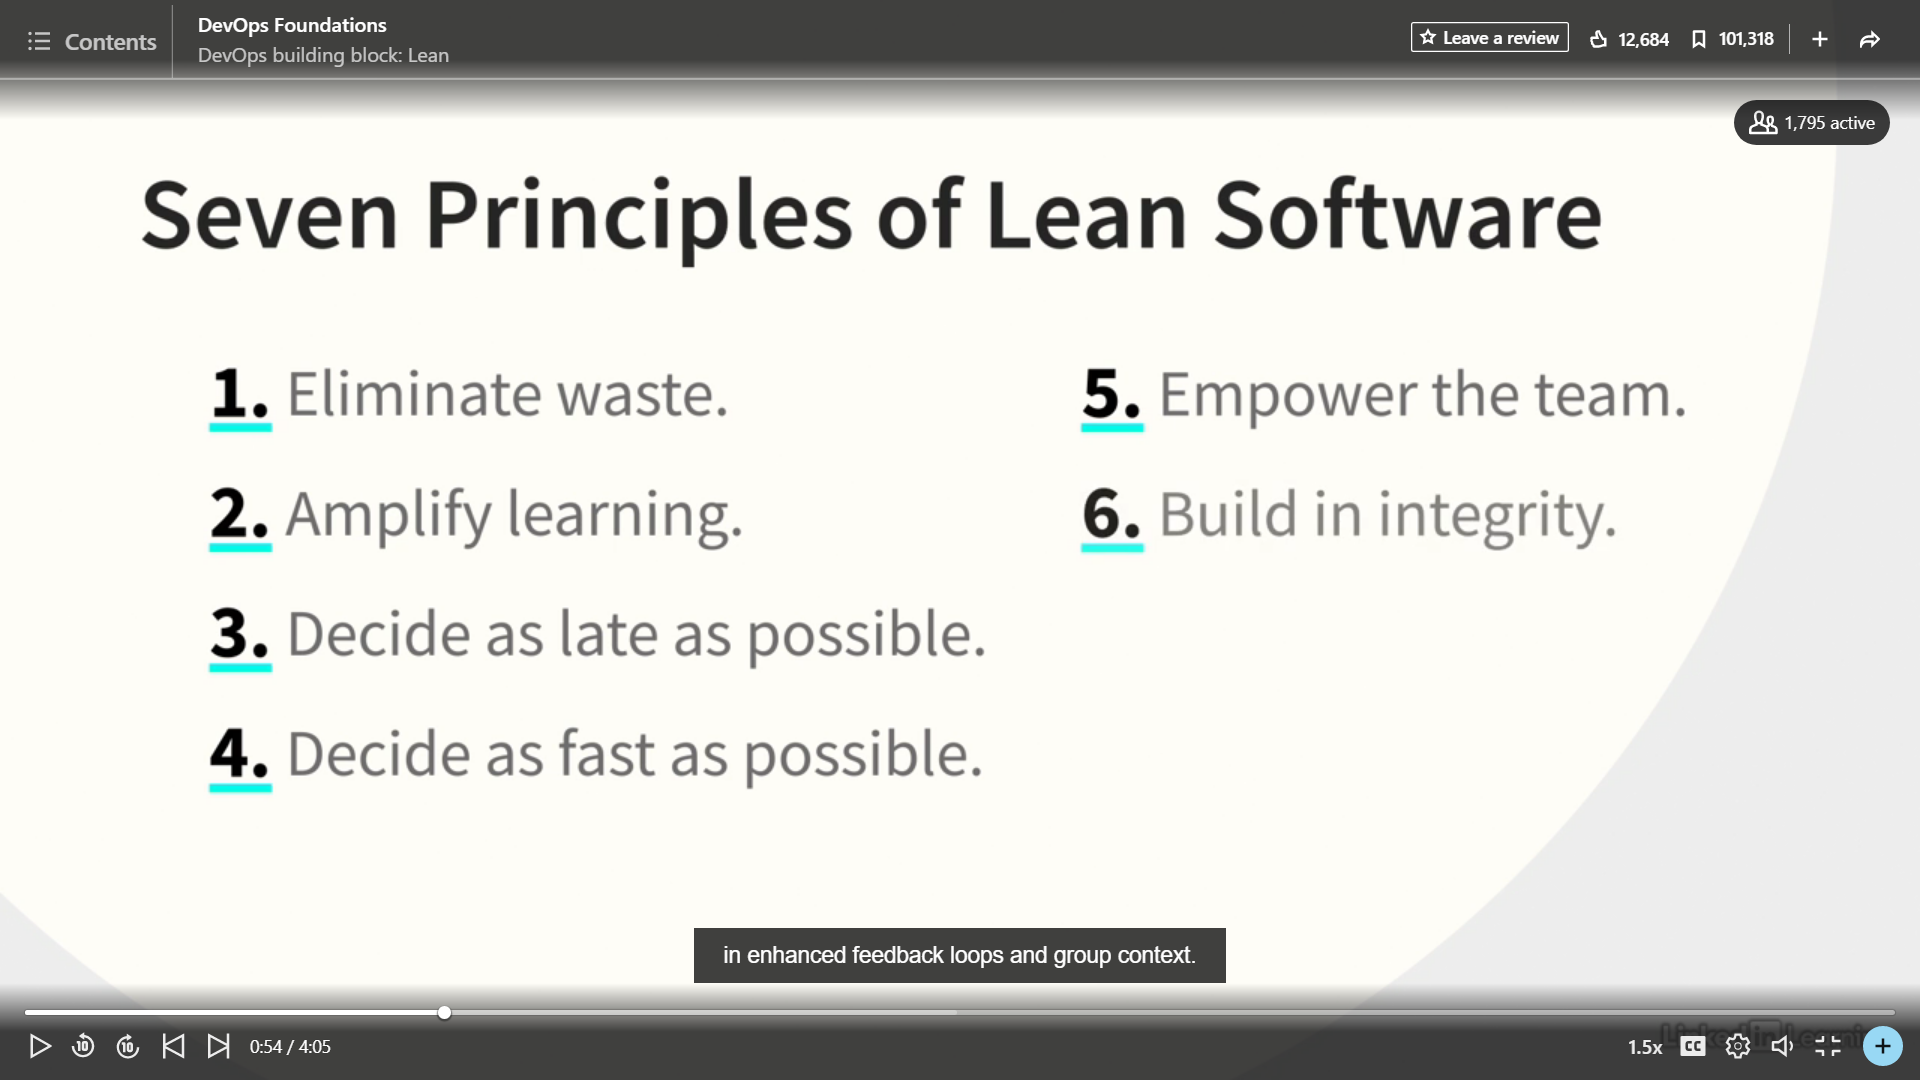 Contents
DevOps Foundations
DevOps building block: Lean
Leave a review
12,684
101,318
1,795 active
Seven Principles of Lean Software
1. Eliminate waste.
2. Amplify learning.
3. Decide as late as possible.
4. Decide as fast as possible.
5. Empower the team.
6. Build in integrity.
in enhanced feedback loops and group context.
10
10
0:54 / 4:05
1.5x
CC